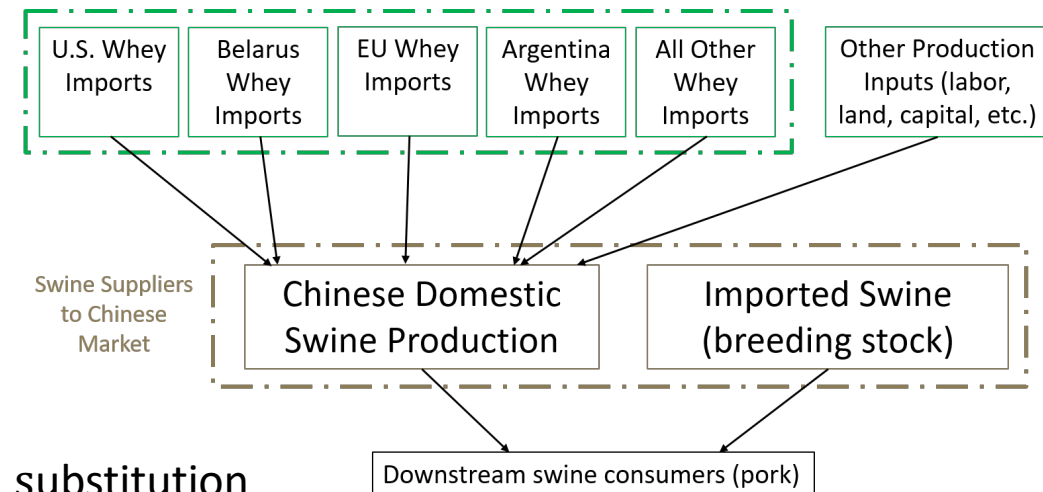 U.S. Whey
Imports
Belarus
Whey
Imports
EU Whey
Imports
Argentina
Whey
Imports
All Other
Whey
Imports
Other Production
Inputs (labor,
land, capital, etc.)
Swine Suppliers
to Chinese
Market
Chinese Domestic
Swine Production
Imported Swine
(breeding stock)
substitution
Downstream swine consumers (pork)